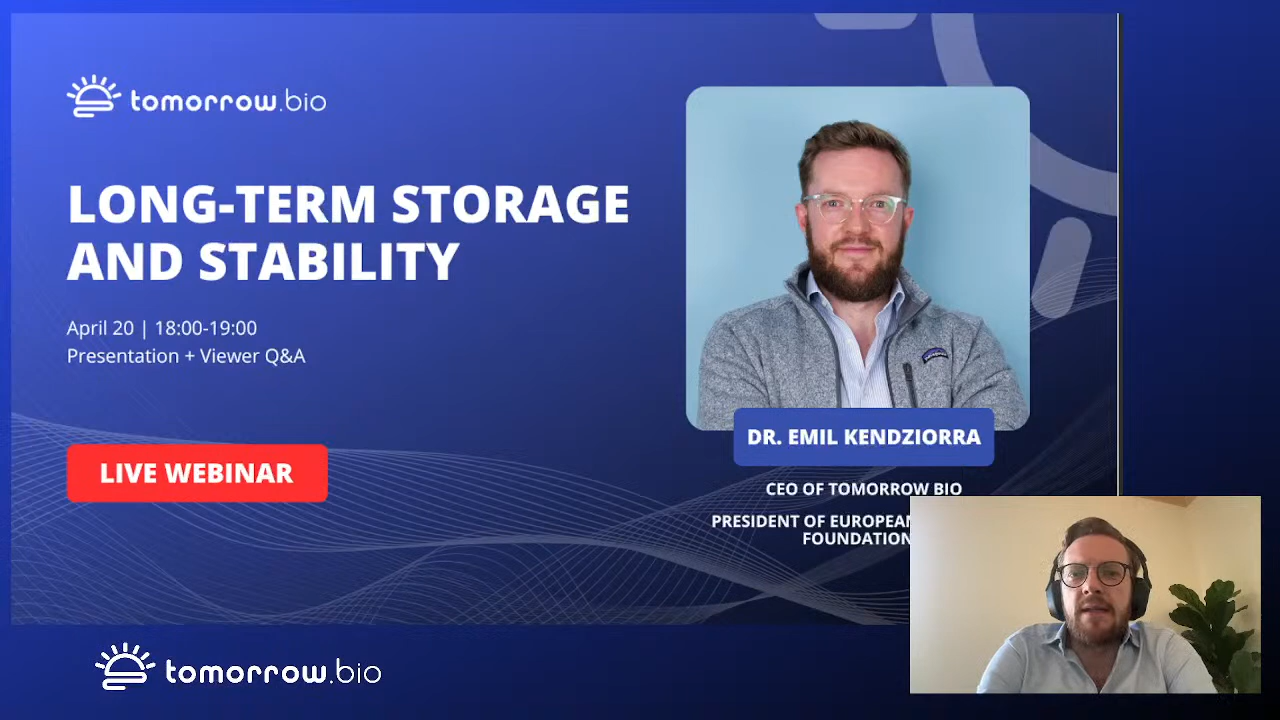 tomorrow.bio
LONG-TERM STORAGE
AND STABILITY
April 20 | 18:00-19:00
Presentation + Viewer Q&A
LIVE WEBINAR
DR. EMIL KENDZIORRA
CEO OF TOMORROW BIO
PRESIDENT OF EUROPEAN
FOUNDATION
tomorrow.bio